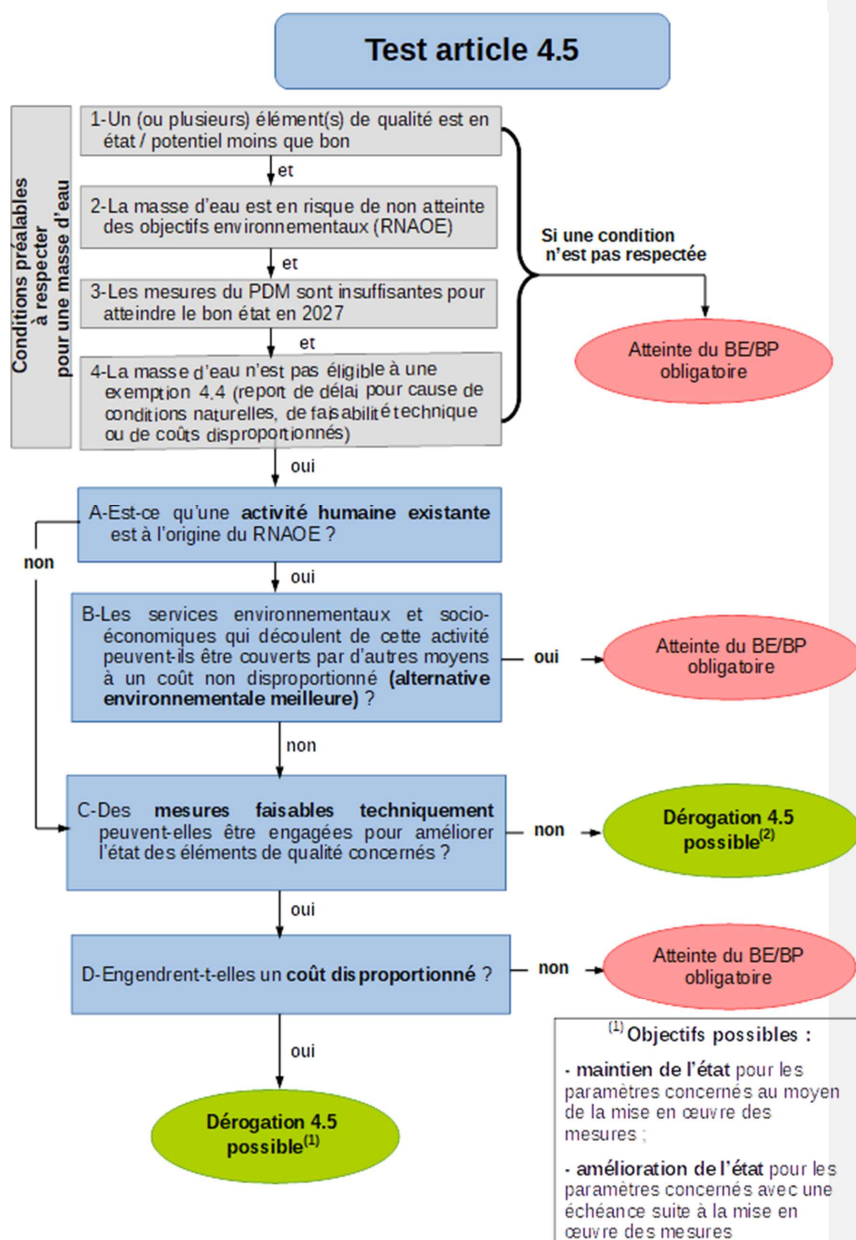 Test article 4.5
Conditions préalables
à respecter
pour une masse d'eau
1-Un (ou plusieurs) élément(s) de qualité est en
état / potentiel moins que bon
et
2-La masse d'eau est en risque de non atteinte
des objectifs environnementaux (RNAOE)
et
3-Les mesures du PDM sont insuffisantes pour
atteindre le bon état en 2027
et
4-La masse d'eau n'est pas éligible à une
exemption 4.4 (report de délai pour cause de
conditions naturelles, de faisabilité technique
ou de coûts disproportionnés)
Si une condition
n'est pas respectée
Atteinte du BE/BP
obligatoire
oui
A-Est-ce qu'une activité humaine existante
est à l'origine du RNAOE ?
non
oui
B-Les services environnementaux et socio-
économiques qui découlent de cette activité
peuvent-ils être couverts par d'autres moyens
à un coût non disproportionné (alternative
environnementale meilleure) ?
oui
Atteinte du BE/BP
obligatoire
non
C-Des mesures faisables techniquement
peuvent-elles être engagées pour améliorer
l'état des éléments de qualité concernés ?
non
Dérogation 4.5
possible(2)
oui
D-Engendrent-t-elles un coût disproportionné ?
non
Atteinte du BE/BP
obligatoire
oui
Dérogation 4.5
possible(1)
(1) Objectifs possibles :
- maintien de l'état pour les
paramètres concernés au moyen
de la mise en œuvre des
mesures ;
- amélioration de l'état pour les
paramètres concernés avec une
échéance suite à la mise en
œuvre des mesures